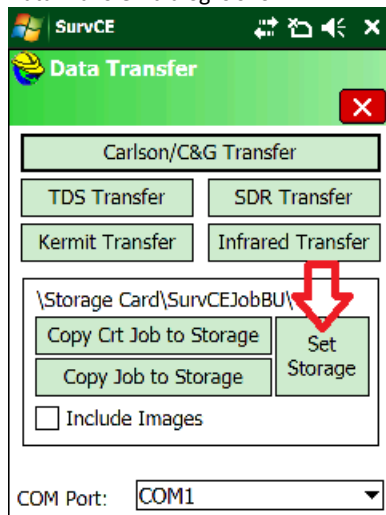 SurvCE
Data Transfer
Carlson/C&G Transfer
TDS Transfer
SDR Transfer
Kermit Transfer
Infrared Transfer
\Storage Card\SurvCEJobBU\
Copy Crt Job to Storage
Set
Storage
Copy Job to Storage
Include Images
COM Port: COM1